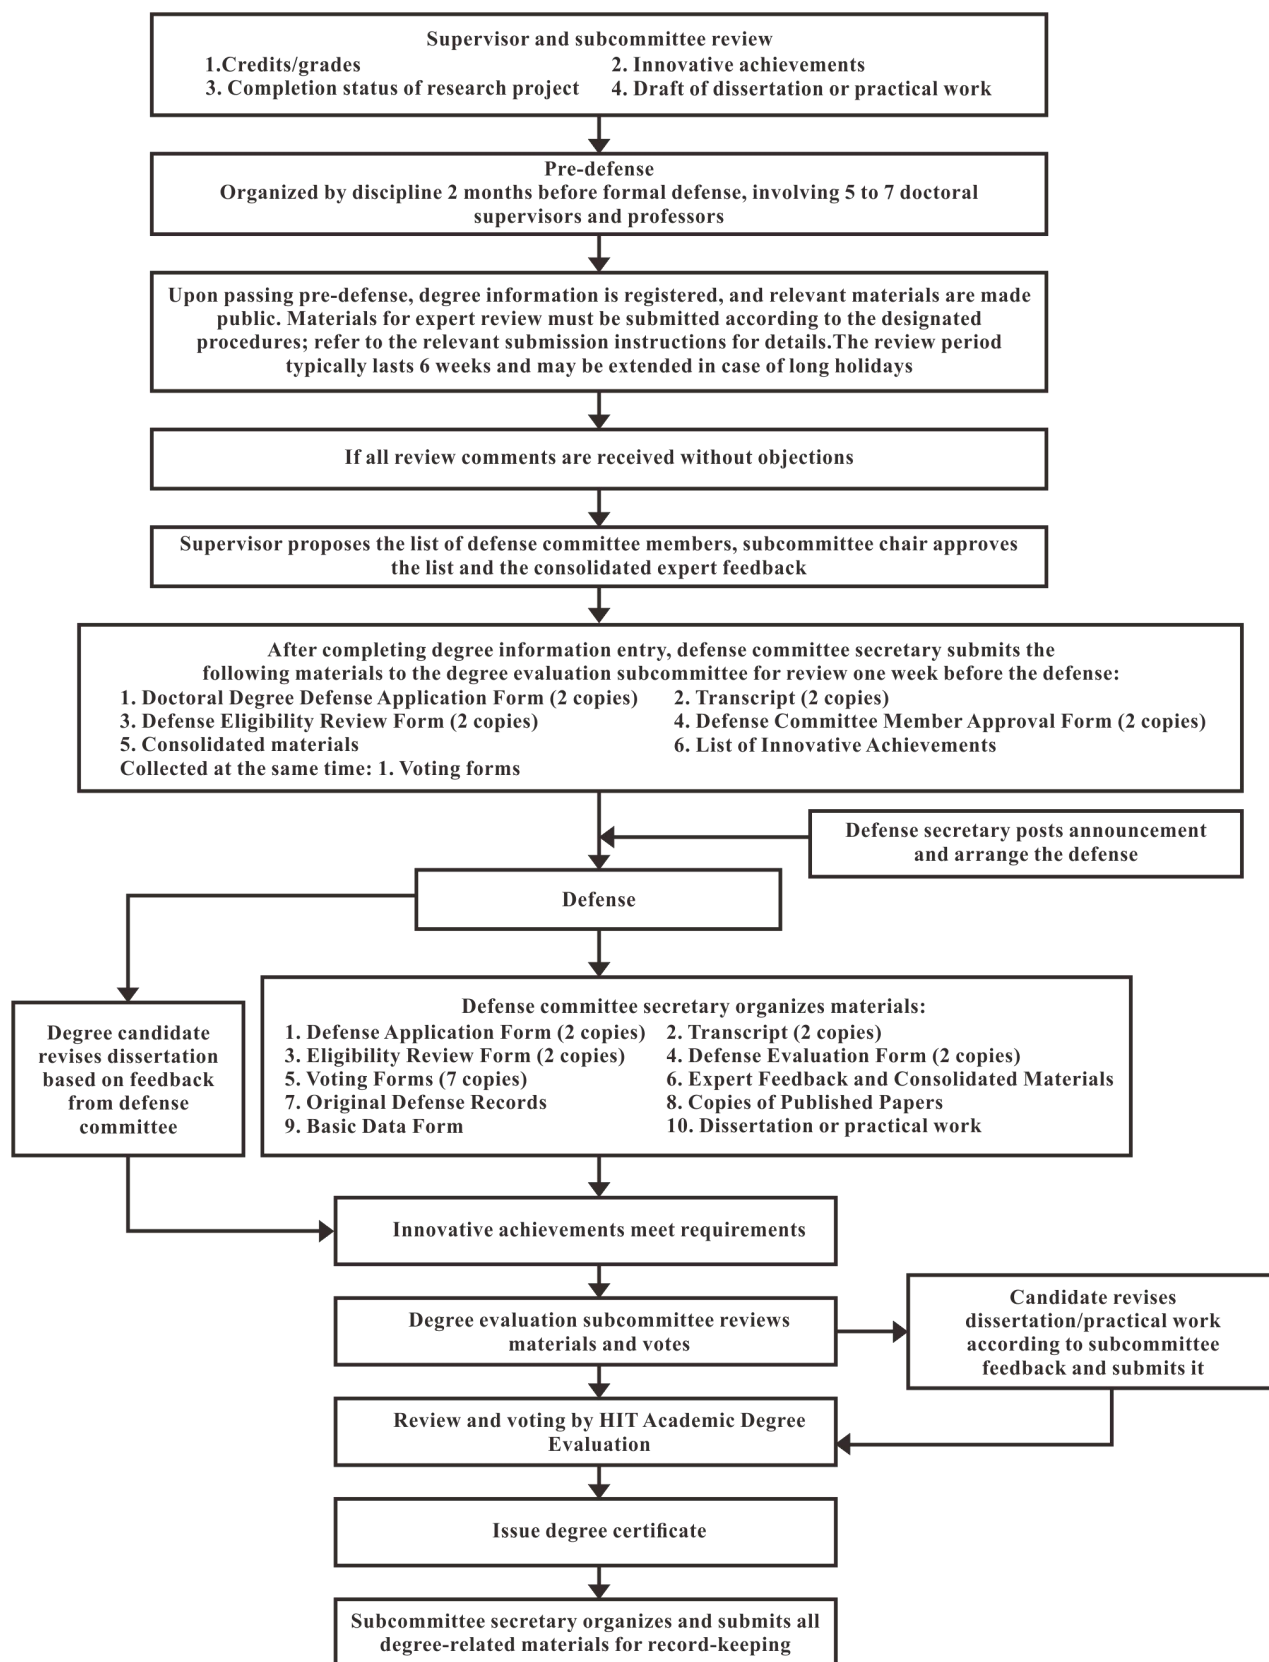 Supervisor and subcommittee review
1.Credits/grades 2. Innovative achievements
3. Completion status of research project 4. Draft of dissertation or practical work
Pre-defense
Organized by discipline 2 months before formal defense, involving 5 to 7 doctoral
supervisors and professors
Upon passing pre-defense, degree information is registered, and relevant materials are made
public. Materials for expert review must be submitted according to the designated
procedures; refer to the relevant submission instructions for details.The review period
typically lasts 6 weeks and may be extended in case of long holidays
If all review comments are received without objections
Supervisor proposes the list of defense committee members, subcommittee chair approves
the list and the consolidated expert feedback
After completing degree information entry, defense committee secretary submits the
following materials to the degree evaluation subcommittee for review one week before the defense:
1. Doctoral Degree Defense Application Form (2 copies) 2. Transcript (2 copies)
3. Defense Eligibility Review Form (2 copies) 4. Defense Committee Member Approval Form (2 copies)
5. Consolidated materials 6. List of Innovative Achievements
Collected at the same time: 1. Voting forms
Defense secretary posts announcement
and arrange the defense
Defense
Degree candidate
revises dissertation
based on feedback
from defense
committee
Defense committee secretary organizes materials:
1. Defense Application Form (2 copies) 2. Transcript (2 copies)
3. Eligibility Review Form (2 copies) 4. Defense Evaluation Form (2 copies)
5. Voting Forms (7 copies) 6. Expert Feedback and Consolidated Materials
7. Original Defense Records 8. Copies of Published Papers
9. Basic Data Form 10. Dissertation or practical work
Innovative achievements meet requirements
Degree evaluation subcommittee reviews
materials and votes
Candidate revises
dissertation/practical work
according to subcommittee
feedback and submits it
Review and voting by HIT Academic Degree
Evaluation
Issue degree certificate
Subcommittee secretary organizes and submits all
degree-related materials for record-keeping